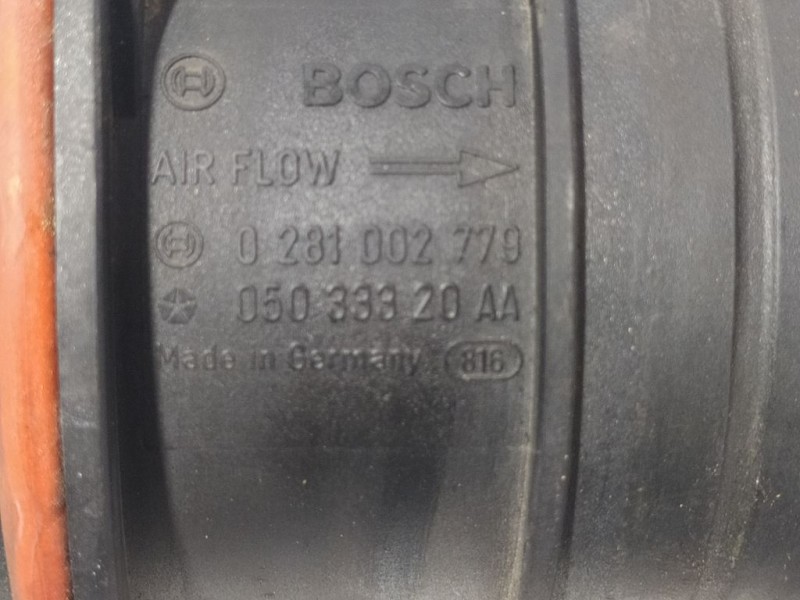 BOSCH
AIR FLOW
0 281 002 779
050 333 20 AA
Made in Germany 816